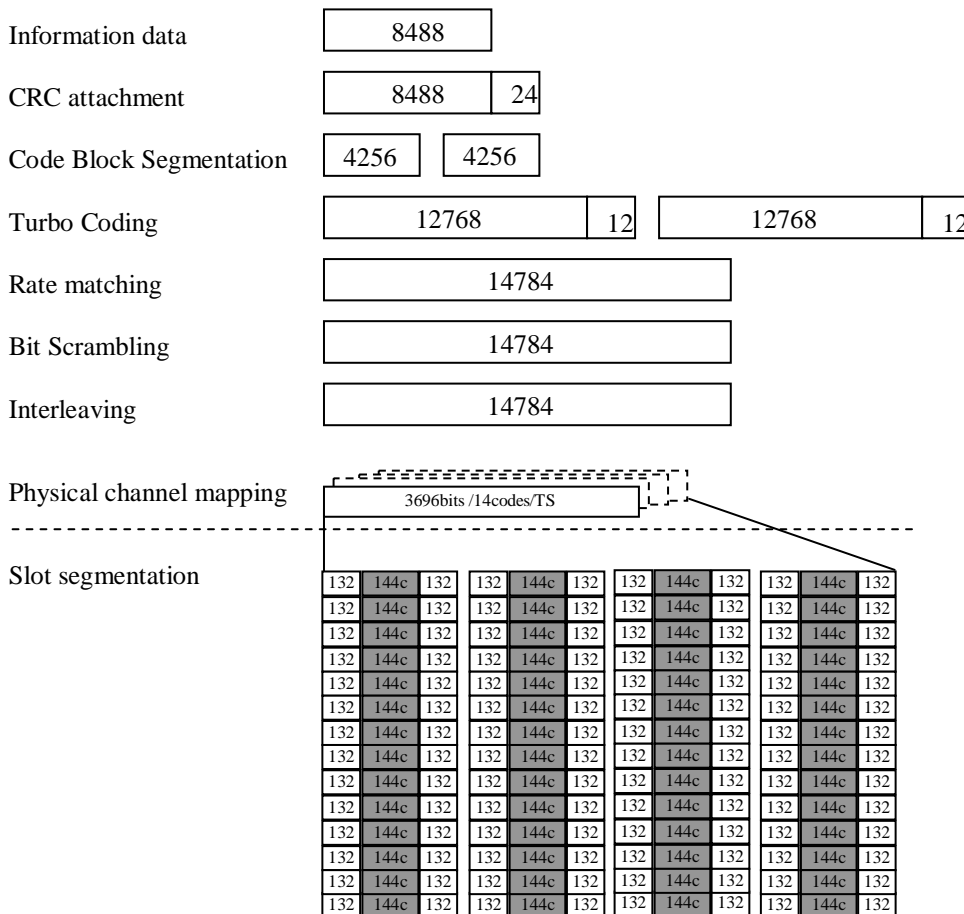 Information data 8488
CRC attachment 8488 24
Code Block Segmentation 4256 4256
Turbo Coding 12768 12 12768 12
Rate matching 14784
Bit Scrambling 14784
Interleaving 14784
Physical channel mapping 3696bits /14codes/TS
Slot segmentation
132 144c 132 132 144c 132 132 144c 132 132 144c 132
132 144c 132 132 144c 132 132 144c 132 132 144c 132
132 144c 132 132 144c 132 132 144c 132 132 144c 132
132 144c 132 132 144c 132 132 144c 132 132 144c 132
132 144c 132 132 144c 132 132 144c 132 132 144c 132
132 144c 132 132 144c 132 132 144c 132 132 144c 132
132 144c 132 132 144c 132 132 144c 132 132 144c 132
132 144c 132 132 144c 132 132 144c 132 132 144c 132
132 144c 132 132 144c 132 132 144c 132 132 144c 132
132 144c 132 132 144c 132 132 144c 132 132 144c 132
132 144c 132 132 144c 132 132 144c 132 132 144c 132
132 144c 132 132 144c 132 132 144c 132 132 144c 132
132 144c 132 132 144c 132 132 144c 132 132 144c 132
132 144c 132 132 144c 132 132 144c 132 132 144c 132